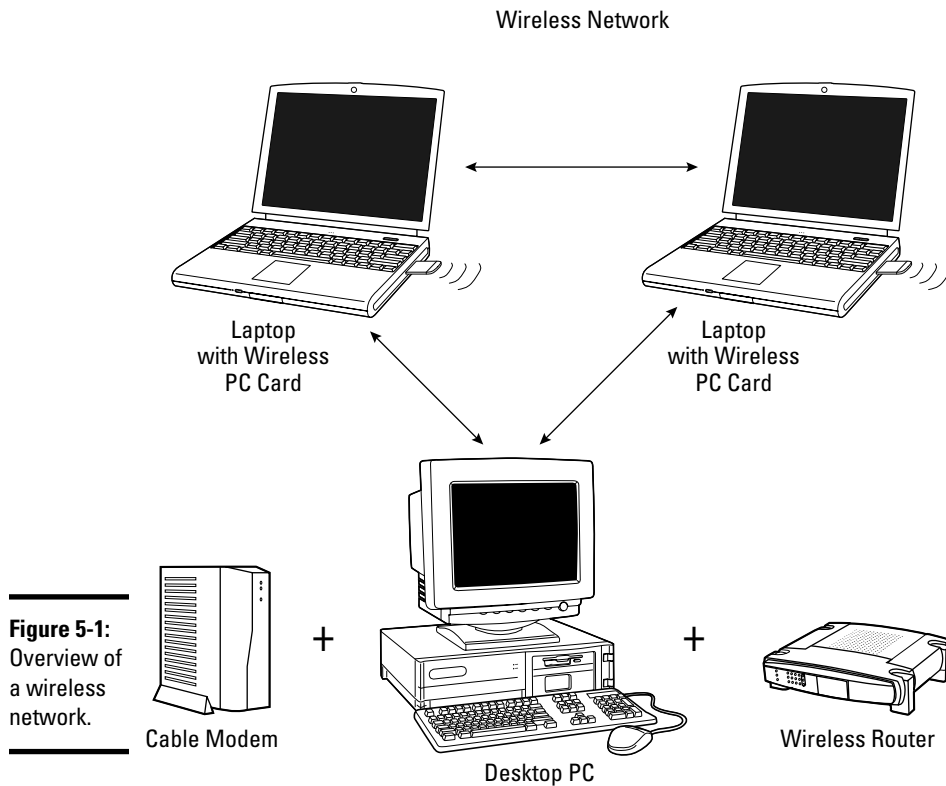 Wireless Network
Laptop
with Wireless
PC Card
Laptop
with Wireless
PC Card
+
+
Figure 5-1:
Overview of
a wireless
network.
Cable Modem
Desktop PC
Wireless Router